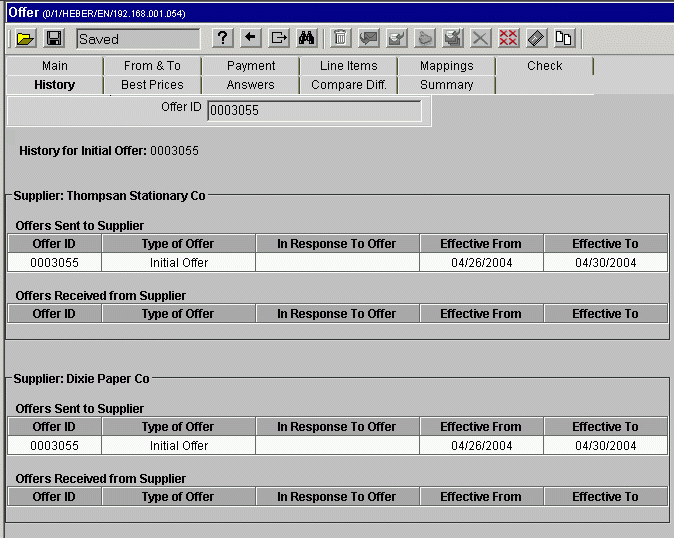 Offer (0/1/HEBER/EN/192.168.001.054)
Saved ?
Main From & To Payment Line Items Mappings Check
History Best Prices Answers Compare Diff. Summary
Offer ID 0003055
History for Initial Offer: 0003055
Supplier: Thompsan Stationary Co
Offers Sent to Supplier
Offer ID Type of Offer In Response To Offer Effective From Effective To
0003055 Initial Offer 04/26/2004 04/30/2004
Offers Received from Supplier
Offer ID Type of Offer In Response To Offer Effective From Effective To
Supplier: Dixie Paper Co
Offers Sent to Supplier
Offer ID Type of Offer In Response To Offer Effective From Effective To
0003055 Initial Offer 04/26/2004 04/30/2004
Offers Received from Supplier
Offer ID Type of Offer In Response To Offer Effective From Effective To